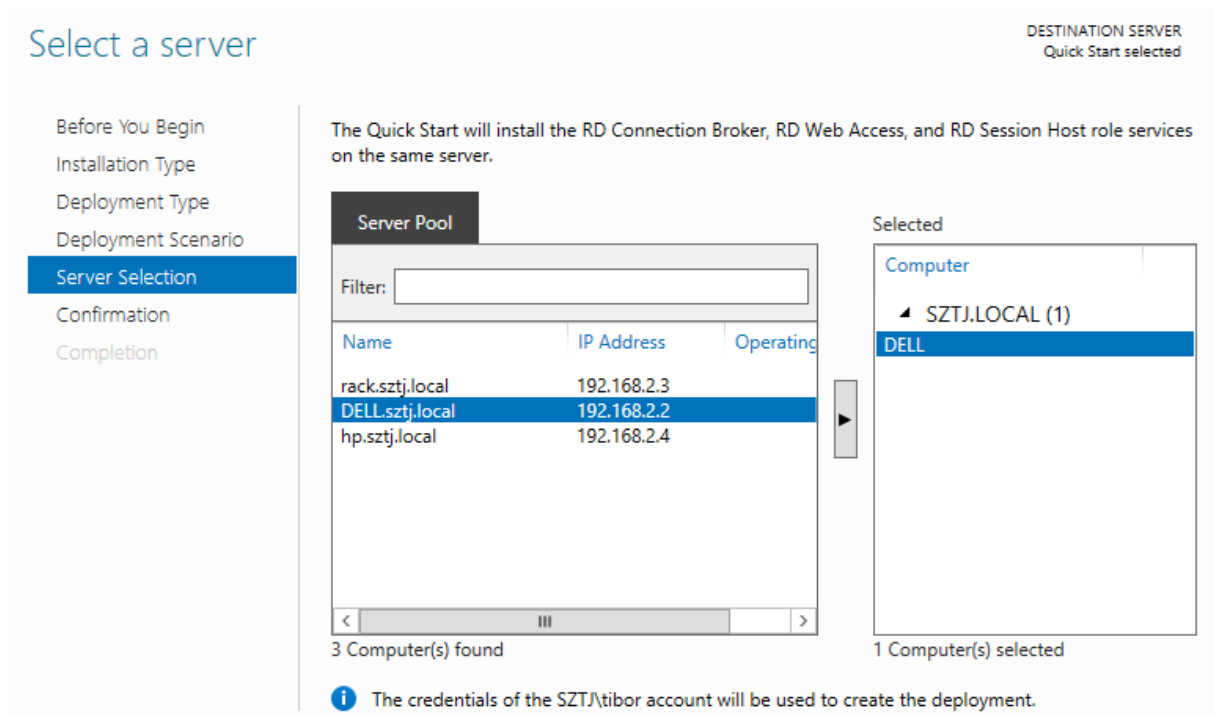 Select a server
DESTINATION SERVER
Quick Start selected
Before You Begin
Installation Type
Deployment Type
Deployment Scenario
Server Selection
Confirmation
Completion
The Quick Start will install the RD Connection Broker, RD Web Access, and RD Session Host role services
on the same server.
Server Pool
Filter:
Name IP Address Operating
rack.sztj.local 192.168.2.3
DELL.sztj.local 192.168.2.2
hp.sztj.local 192.168.2.4
3 Computer(s) found
Selected
Computer
SZTJ.LOCAL (1)
DELL
1 Computer(s) selected
The credentials of the SZTJ\tibor account will be used to create the deployment.